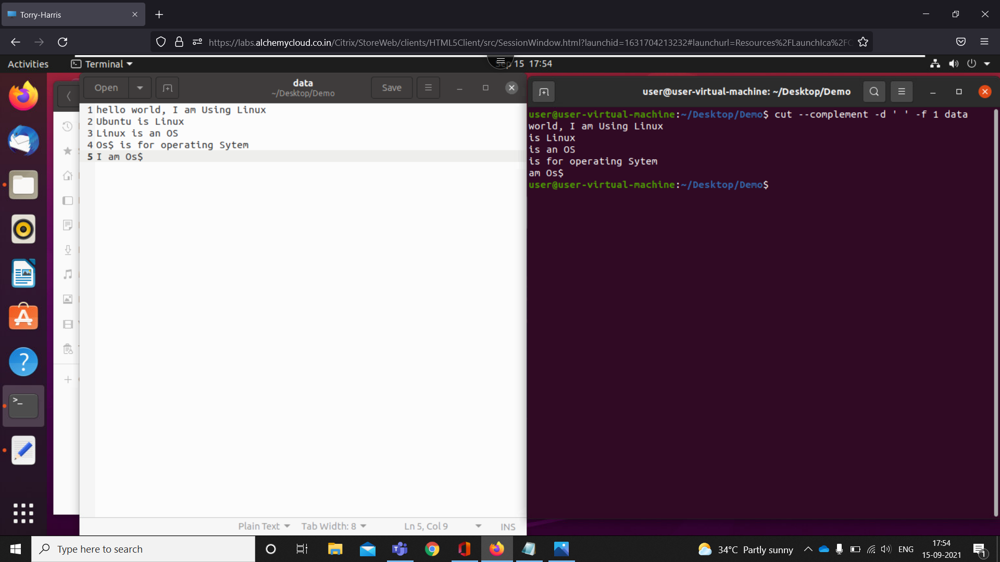 Torry-Harris
https://labs.alchemycloud.co.in/Citrix/StoreWeb/clients/HTML5Client/src/SessionWindow.html?launchid=1631704213232#launchurl=Resources%2FLaunchIca%2F
Activities
Terminal
15 17:54
Open
data
~/Desktop/Demo
Save
1 hello world, I am Using Linux
2 Ubuntu is Linux
3 Linux is an OS
4 Os$ is for operating Sytem
5 I am Os$
Plain Text
Tab Width: 8
Ln 5, Col 9
INS
user@user-virtual-machine: ~/Desktop/Demo
user@user-virtual-machine:~/Desktop/Demo$ cut --complement -d ' ' -f 1 data
world, I am Using Linux
is Linux
is an OS
is for operating Sytem
am Os$
user@user-virtual-machine:~/Desktop/Demo$
Type here to search
34°C Partly sunny
ENG
17:54
15-09-2021
1